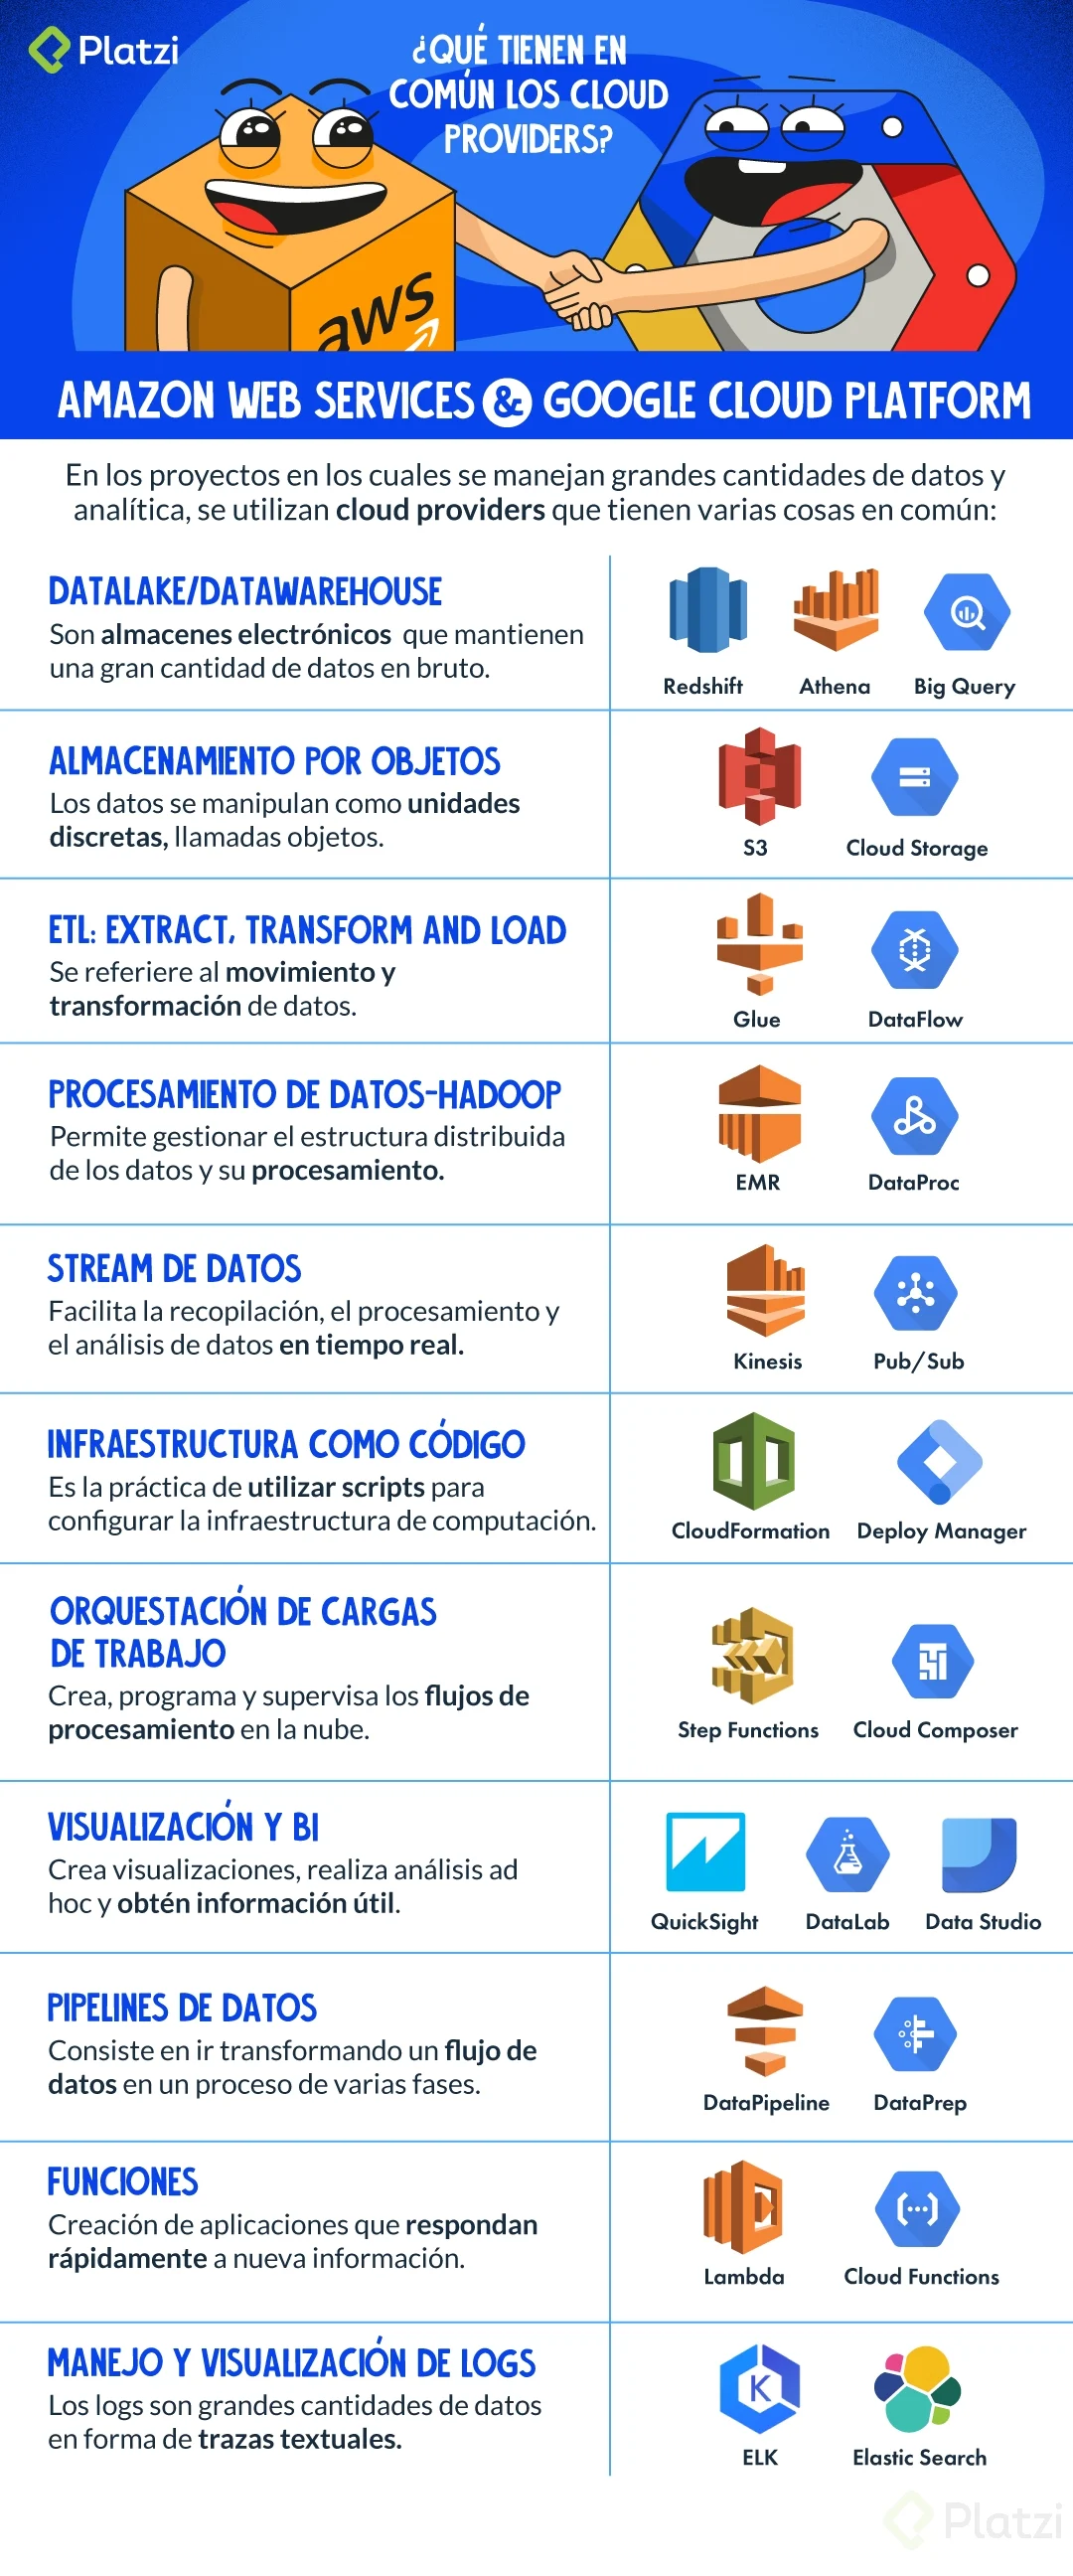 Platzi
¿QUÉ TIENEN EN
COMÚN LOS CLOUD
PROVIDERS?
aws
AMAZON WEB SERVICES & GOOGLE CLOUD PLATFORM
En los proyectos en los cuales se manejan grandes cantidades de datos y
analítica, se utilizan cloud providers que tienen varias cosas en común:
DATALAKE/DATAWAREHOUSE
Son almacenes electrónicos que mantienen
una gran cantidad de datos en bruto.
Redshift Athena Big Query
ALMACENAMIENTO POR OBJETOS
Los datos se manipulan como unidades
discretas, llamadas objetos.
S3 Cloud Storage
ETL: EXTRACT, TRANSFORM AND LOAD
Se referiere al movimiento y
transformación de datos.
Glue DataFlow
PROCESAMIENTO DE DATOS-HADOOP
Permite gestionar el estructura distribuida
de los datos y su procesamiento.
EMR DataProc
STREAM DE DATOS
Facilita la recopilación, el procesamiento y
el análisis de datos en tiempo real.
Kinesis Pub/Sub
INFRAESTRUCTURA COMO CÓDIGO
Es la práctica de utilizar scripts para
configurar la infraestructura de computación.
CloudFormation Deploy Manager
ORQUESTACIÓN DE CARGAS
DE TRABAJO
Crea, programa y supervisa los flujos de
procesamiento en la nube.
Step Functions Cloud Composer
VISUALIZACIÓN Y BI
Crea visualizaciones, realiza análisis ad
hoc y obtén información útil.
QuickSight DataLab Data Studio
PIPELINES DE DATOS
Consiste en ir transformando un flujo de
datos en un proceso de varias fases.
DataPipeline DataPrep
FUNCIONES
Creación de aplicaciones que respondan
rápidamente a nueva información.
Lambda Cloud Functions
MANEJO Y VISUALIZACIÓN DE LOGS
Los logs son grandes cantidades de datos
en forma de trazas textuales.
K
ELK Elastic Search
Platzi